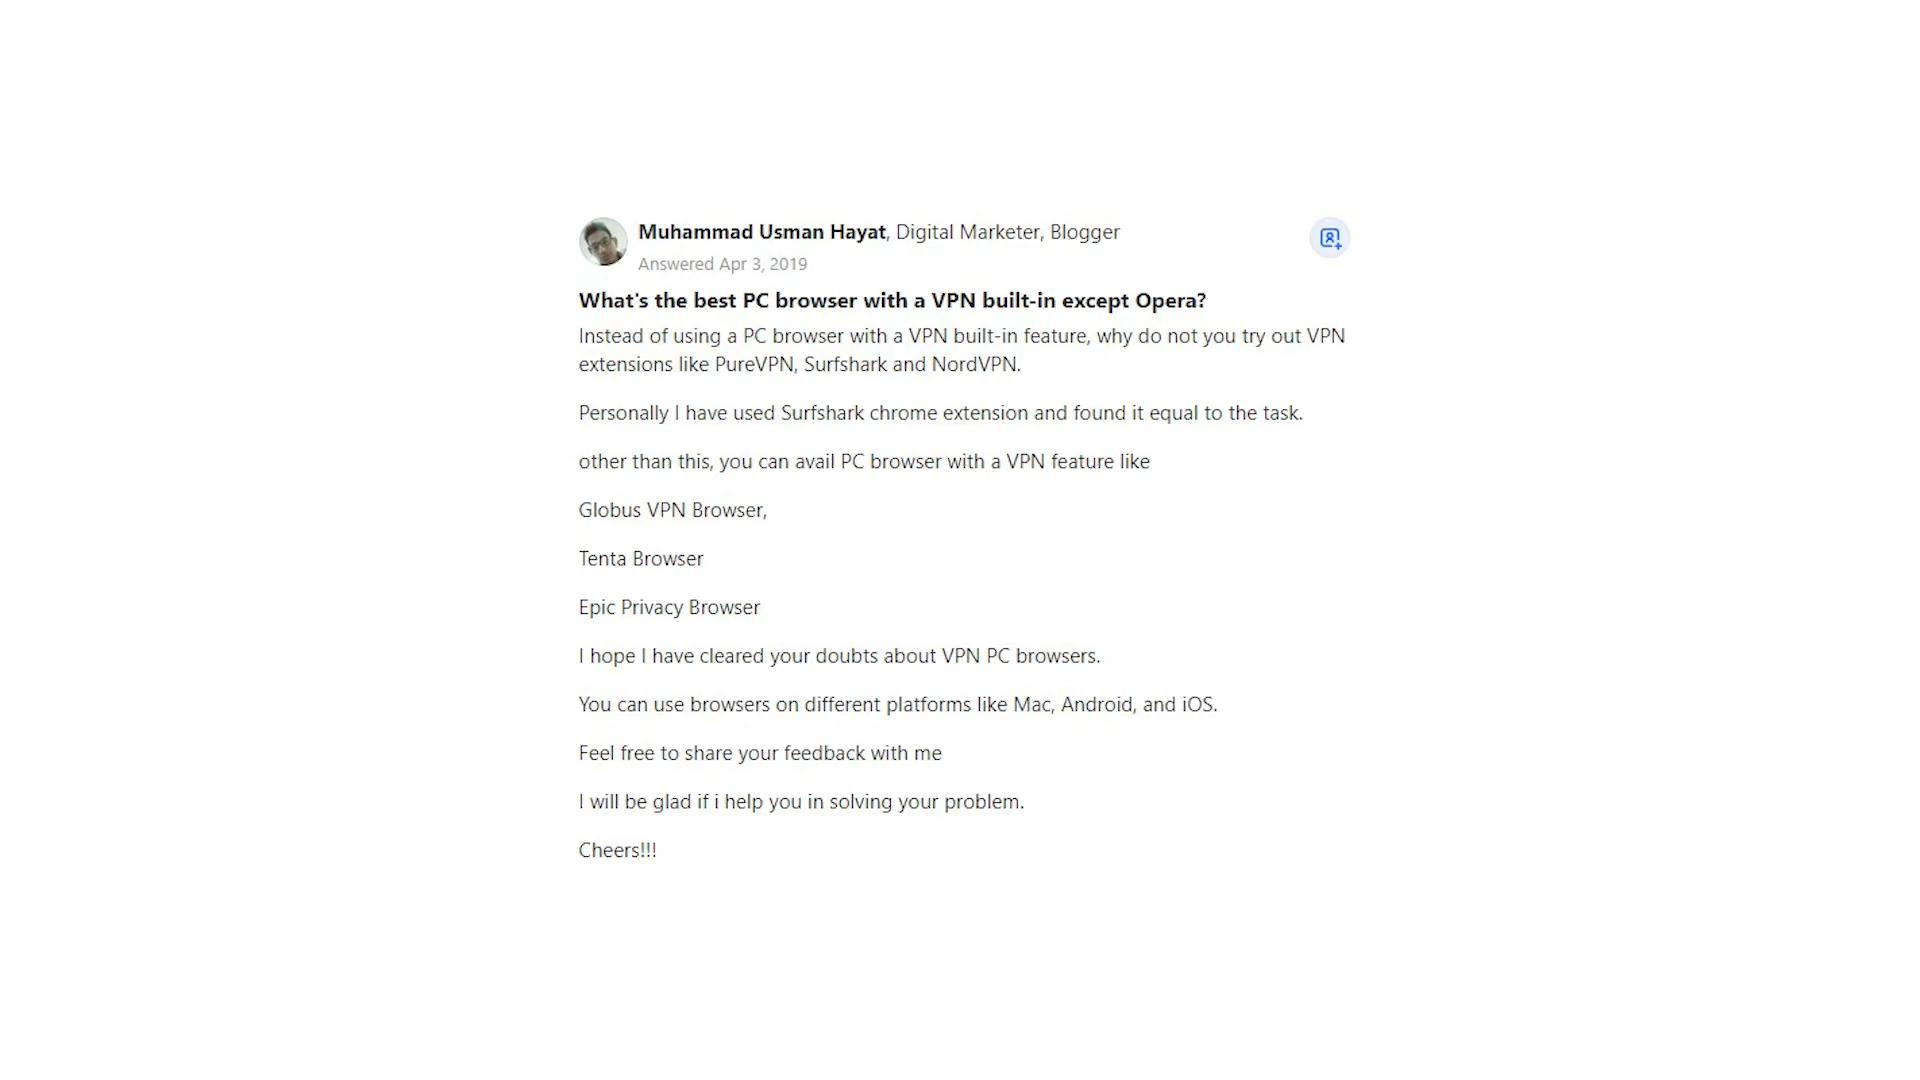 Muhammad Usman Hayat, Digital Marketer, Blogger
Answered Apr 3, 2019
What's the best PC browser with a VPN built-in except Opera?
Instead of using a PC browser with a VPN built-in feature, why do not you try out VPN
extensions like PureVPN, Surfshark and NordVPN.
Personally I have used Surfshark chrome extension and found it equal to the task.
other than this, you can avail PC browser with a VPN feature like
Globus VPN Browser,
Tenta Browser
Epic Privacy Browser
I hope I have cleared your doubts about VPN PC browsers.
You can use browsers on different platforms like Mac, Android, and iOS.
Feel free to share your feedback with me
I will be glad if i help you in solving your problem.
Cheers!!!